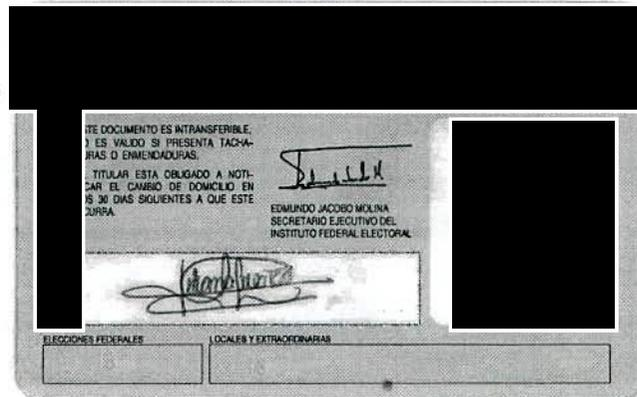 STE DOCUMENTO ES INTRANSFERIBLE,
O ES VALIDO SI PRESENTA TACHA-
URAS O ENMENDADURAS.
TITULAR ESTA OBLIGADO A NOTI-
CAR EL CAMBIO DE DOMICILIO EN
OS 30 DIAS SIGUIENTES A QUE ESTE
CURRA.
EDMUNDO JACOBO MOLINA
SECRETARIO EJECUTIVO DEL
INSTITUTO FEDERAL ELECTORAL
ELECCIONES FEDERALES
LOCALES Y EXTRAORDINARIAS